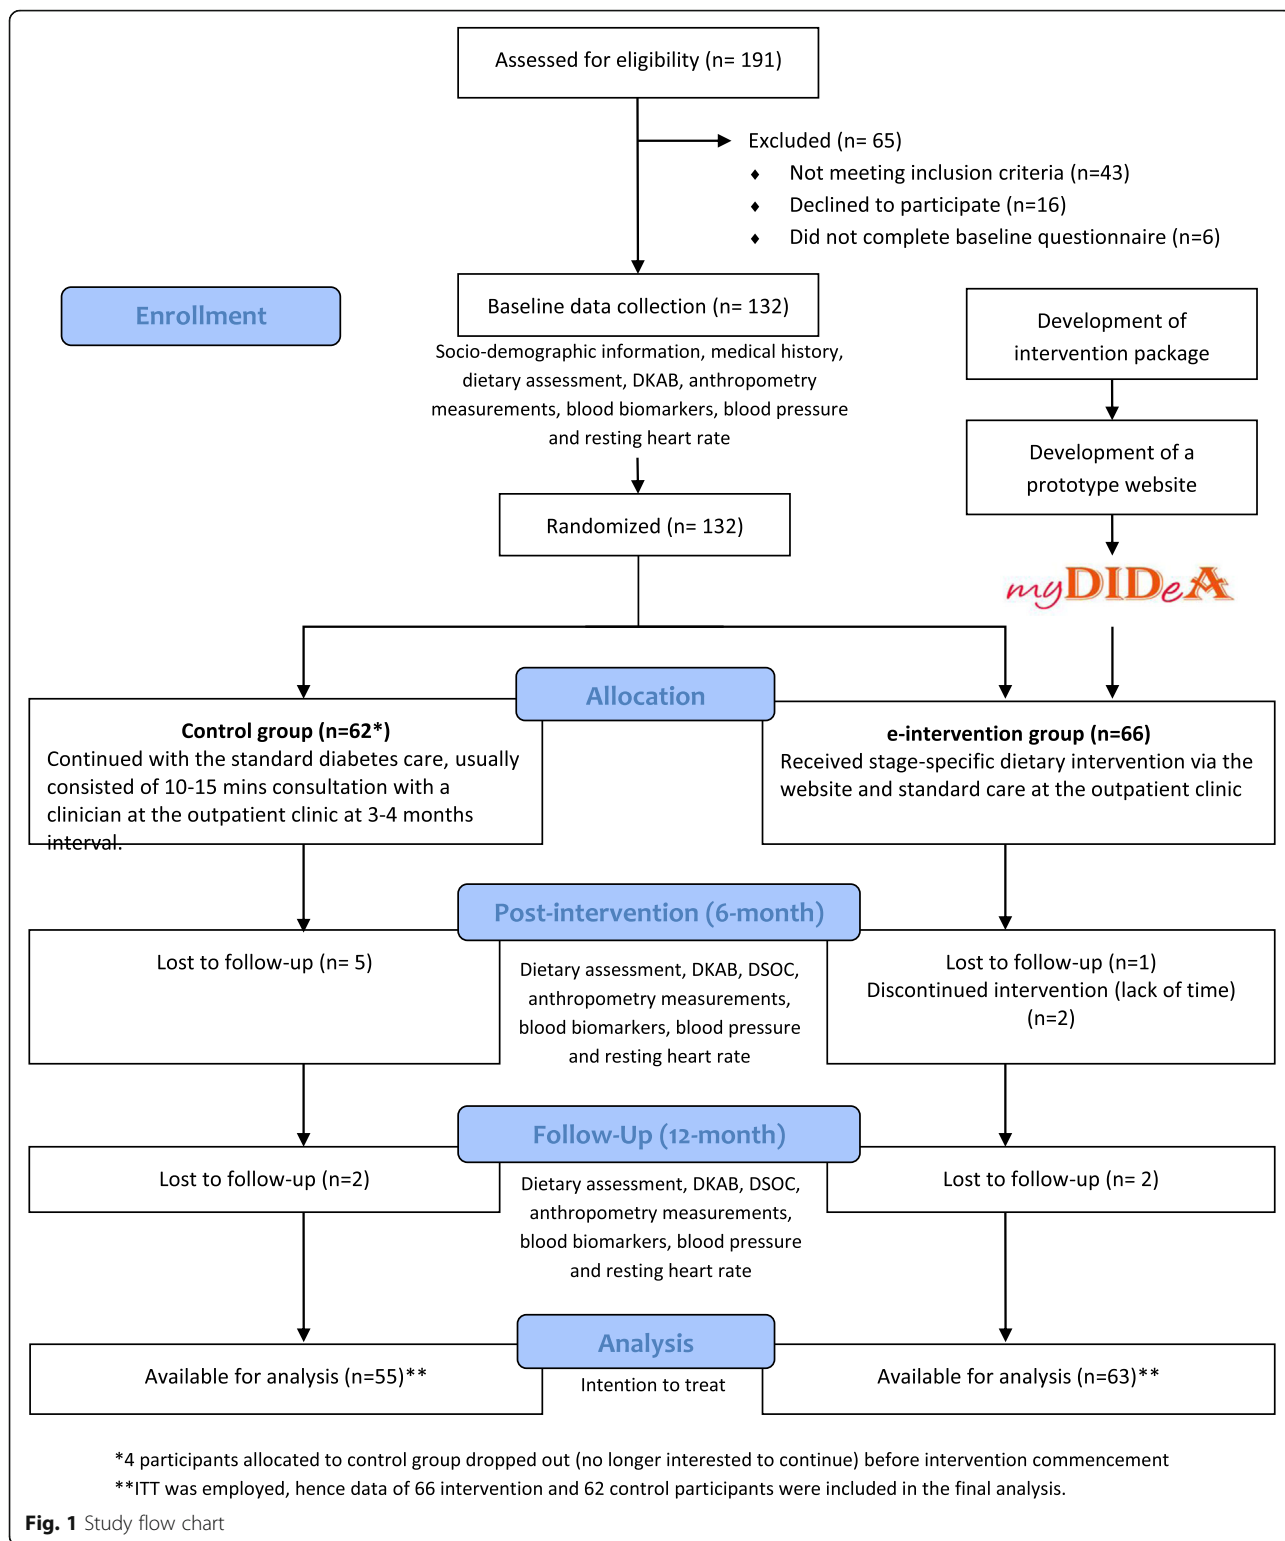 Assessed for eligibility (n= 191)
Excluded (n= 65)
♦ Not meeting inclusion criteria (n=43)
♦ Declined to participate (n=16)
♦ Did not complete baseline questionnaire (n=6)
Enrollment
Baseline data collection (n= 132)
Socio-demographic information, medical history,
dietary assessment, DKAB, anthropometry
measurements, blood biomarkers, blood pressure
and resting heart rate
Development of
intervention package
Development of a
prototype website
Randomized (n= 132)
myDIDeA
Allocation
Control group (n=62*)
Continued with the standard diabetes care, usually
consisted of 10-15 mins consultation with a
clinician at the outpatient clinic at 3-4 months
interval.
e-intervention group (n=66)
Received stage-specific dietary intervention via the
website and standard care at the outpatient clinic
Post-intervention (6-month)
Lost to follow-up (n= 5)
Dietary assessment, DKAB, DSOC,
anthropometry measurements,
blood biomarkers, blood pressure
and resting heart rate
Lost to follow-up (n=1)
Discontinued intervention (lack of time)
(n=2)
Follow-Up (12-month)
Lost to follow-up (n=2)
Dietary assessment, DKAB, DSOC,
anthropometry measurements,
blood biomarkers, blood pressure
and resting heart rate
Lost to follow-up (n= 2)
Analysis
Available for analysis (n=55)**
Intention to treat
Available for analysis (n=63)**
*4 participants allocated to control group dropped out (no longer interested to continue) before intervention commencement
**ITT was employed, hence data of 66 intervention and 62 control participants were included in the final analysis.
Fig. 1 Study flow chart